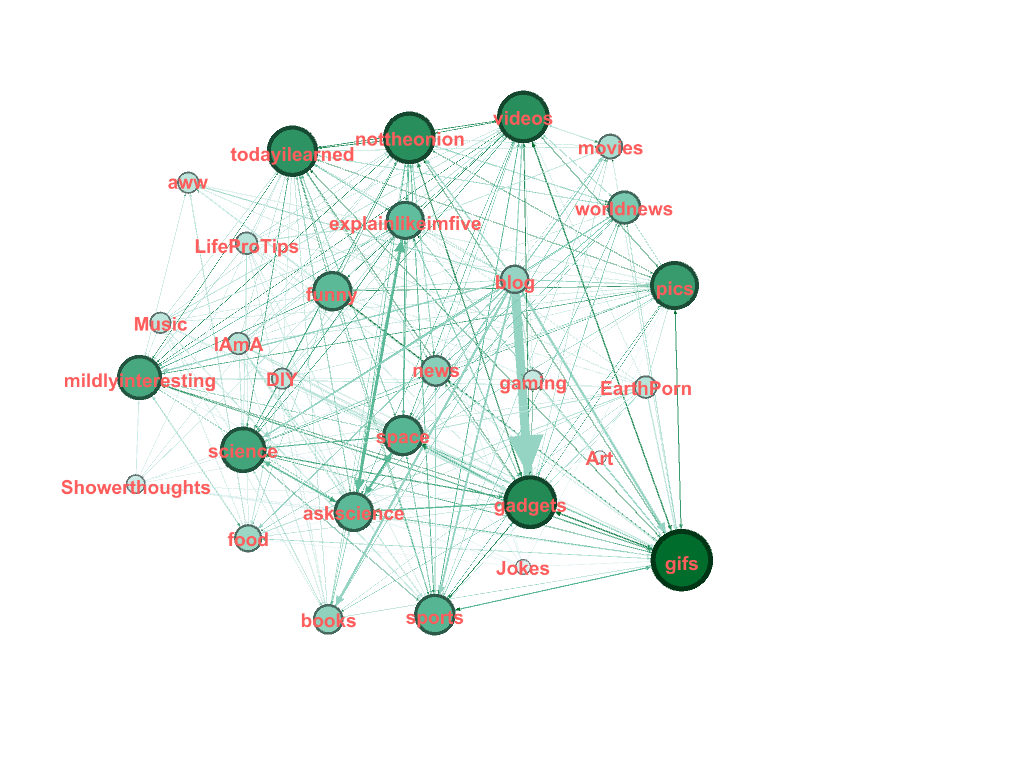 videos
nottheonion
todayilearned
movies
aww
worldnews
explainlikeimfive
LifeProTips
blog
pics
funny
Music
IAmA
news
DIY
mildlyinteresting
gaming
EarthPorn
space
science
Art
Showerthoughts
gadgets
askscience
food
gifs
Jokes
books
sports